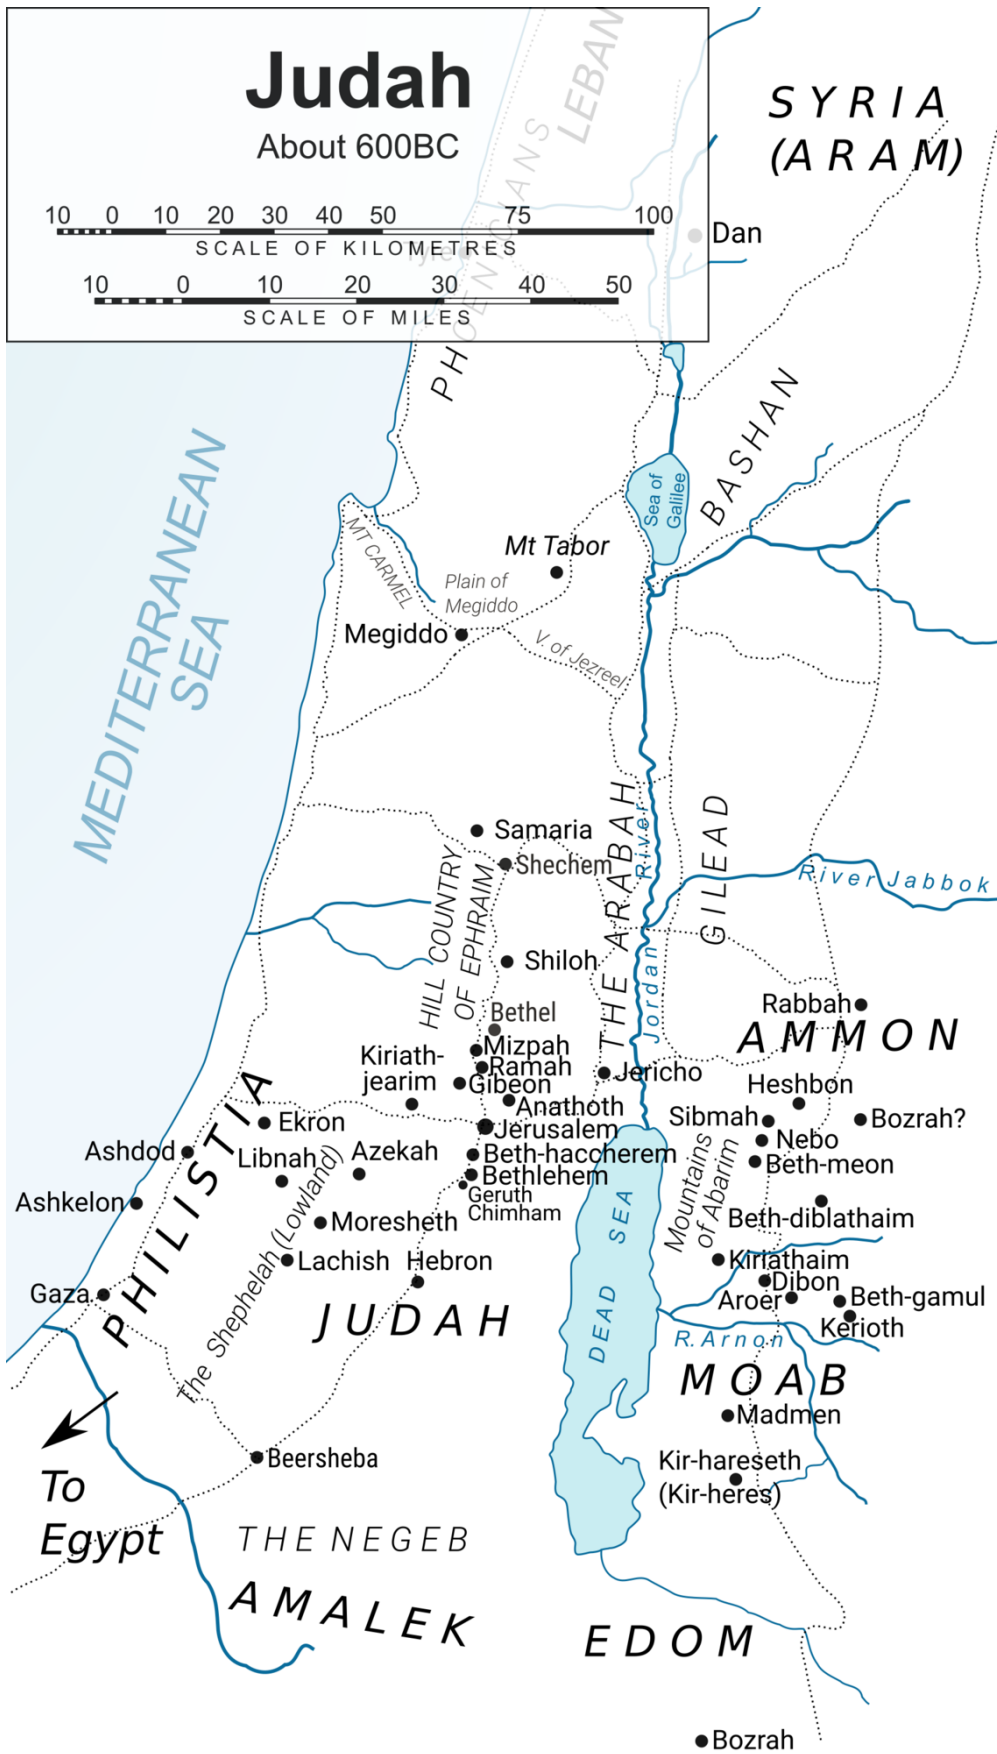 Judah
About 600BC
10 0 10 20 30 40 50 75 100
SCALE OF KILOMETRES
10 0 10 20 30 40 50
SCALE OF MILES
LEBAN
PHOENICIANS
Tyre
SYRIA
(ARAM)
Dan
BASHAN
Sea of
Galilee
MEDITERRANEAN
SEA
MT CARMEL
Mt Tabor
Plain of
Megiddo
Megiddo
V. of Jezreel
Samaria
Shechem
HILL COUNTRY
OF EPHRAIM
THE ARABAH
Jordan River
GILEAD
River Jabbok
Shiloh
Bethel
Mizpah
Ramah
Kiriath-
jearim
Gibeon
Jericho
Anathoth
Jerusalem
Rabbah
AMMON
Heshbon
Sibmah
Bozrah?
Nebo
Beth-meon
Mountains
of Abarim
Beth-diblathaim
PHILISTIA
Ekron
Ashdod
Libnah
Azekah
Beth-haccherem
Bethlehem
Geruth
Chimham
Ashkelon
Moresheth
Lachish
Hebron
The Shephelah (Lowland)
Gaza
JUDAH
DEAD SEA
Kiriathaim
Dibon
Aroer
Beth-gamul
Kerioth
R. Arnon
MOAB
Madmen
Kir-hareseth
(Kir-heres)
Beersheba
To
Egypt
THE NEGEB
AMALEK
EDOM
Bozrah